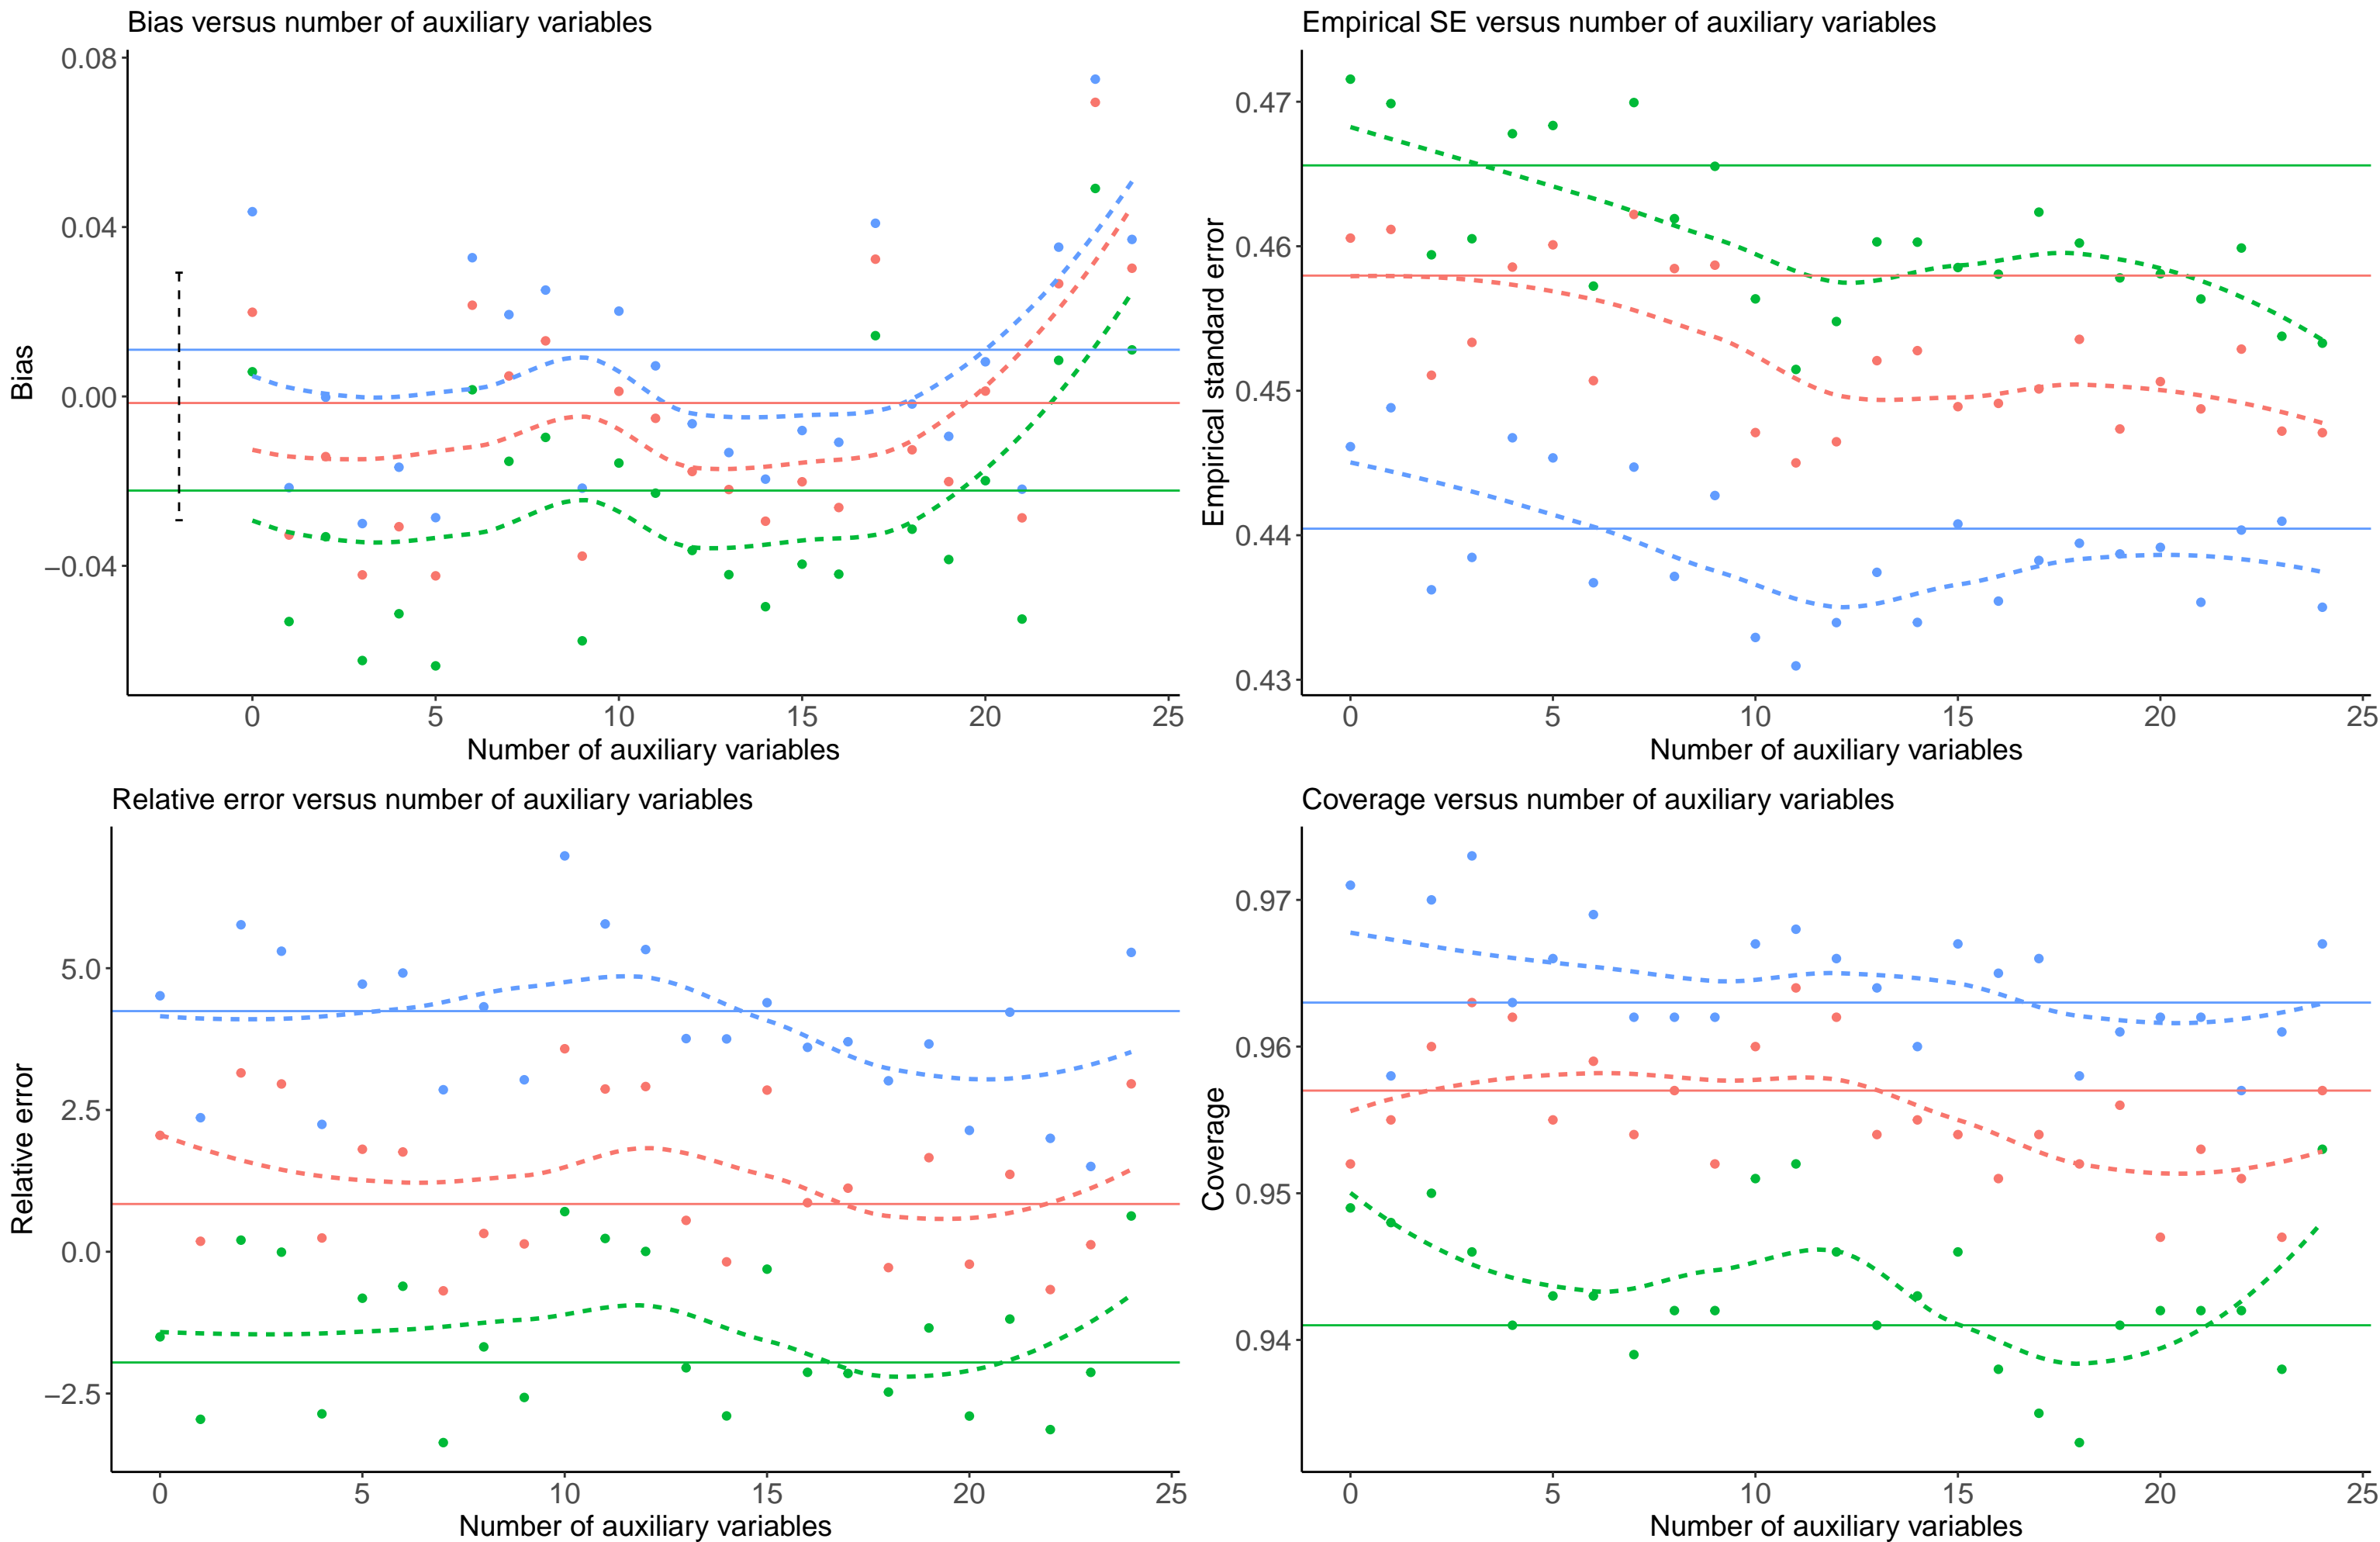 Bias versus number of auxiliary variables
0.08
0.04
0.00
−0.04
Bias
0 5 10 15 20 25
Number of auxiliary variables
Empirical SE versus number of auxiliary variables
0.47
0.46
0.45
0.44
0.43
Empirical standard error
0 5 10 15 20 25
Number of auxiliary variables
Relative error versus number of auxiliary variables
5.0
2.5
0.0
−2.5
Relative error
0 5 10 15 20 25
Number of auxiliary variables
Coverage versus number of auxiliary variables
0.97
0.96
0.95
0.94
Coverage
0 5 10 15 20 25
Number of auxiliary variables